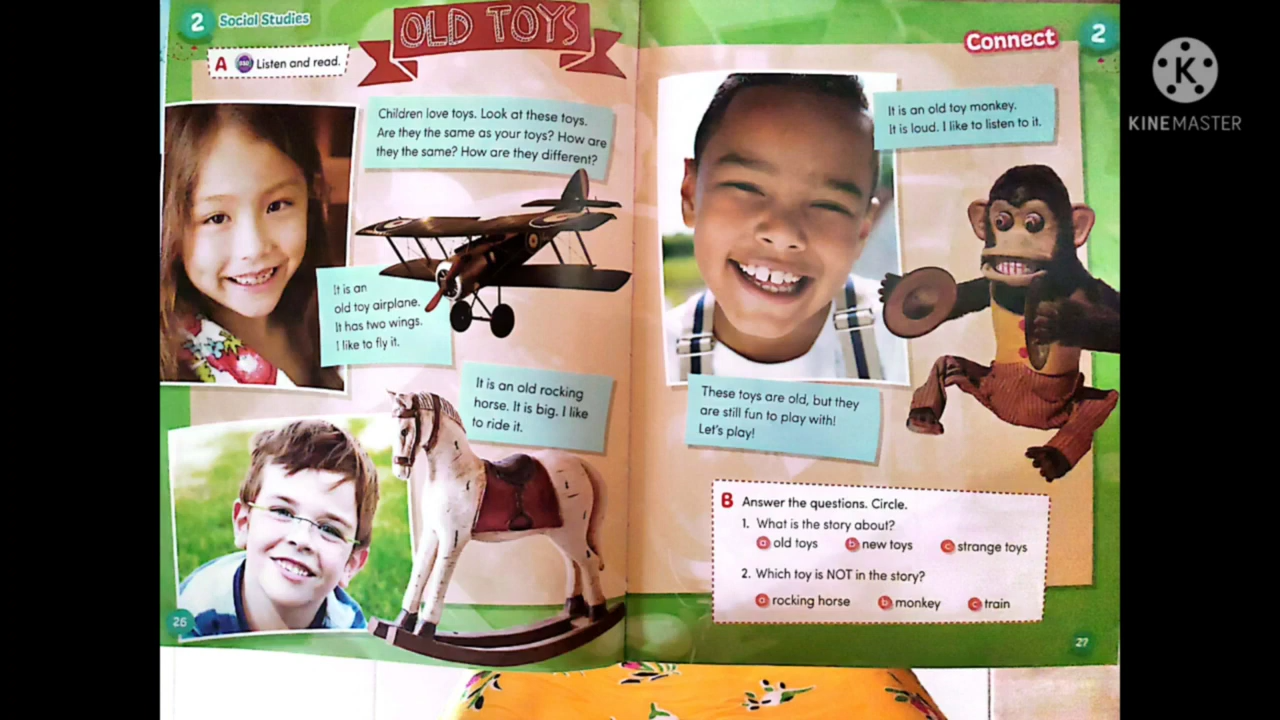 2 Social Studies
OLD TOYS
A Listen and read.
Children love toys. Look at these toys.
Are they the same as your toys? How are
they the same? How are they different?
It is an
old toy airplane.
It has two wings.
I like to fly it.
It is an old rocking
horse. It is big. I like
to ride it.
26
Connect 2
It is an old toy monkey.
It is loud. I like to listen to it.
These toys are old, but they
are still fun to play with!
Let's play!
B Answer the questions. Circle.
1. What is the story about?
a old toys b new toys c strange toys
2. Which toy is NOT in the story?
a rocking horse b monkey c train
27
K
KINEMASTER